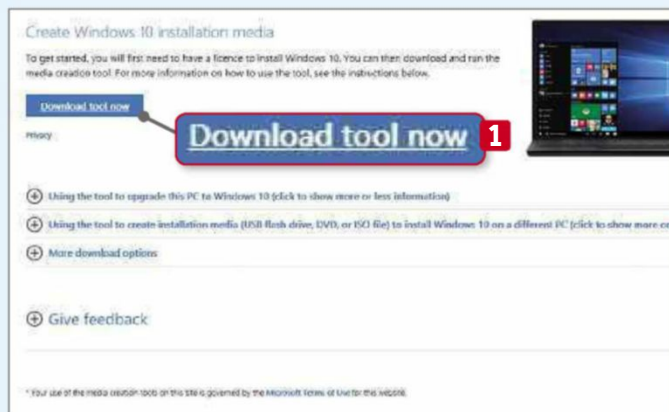 Create Windows 10 installation media
To get started, you will first need to have a licence to install Windows 10. You can then download and run the
media creation tool. For more information on how to use the tool, see the instructions below.
Download tool now
Download tool now 1
Privacy
Using the tool to upgrade this PC to Windows 10 (click to show more or less information)
Using the tool to create installation media (USB flash drive, DVD, or ISO file) to install Windows 10 on a different PC (click to show more or
More download options
Give feedback
* Your use of the media creation tools on this site is governed by the Microsoft Terms of Use for this website.